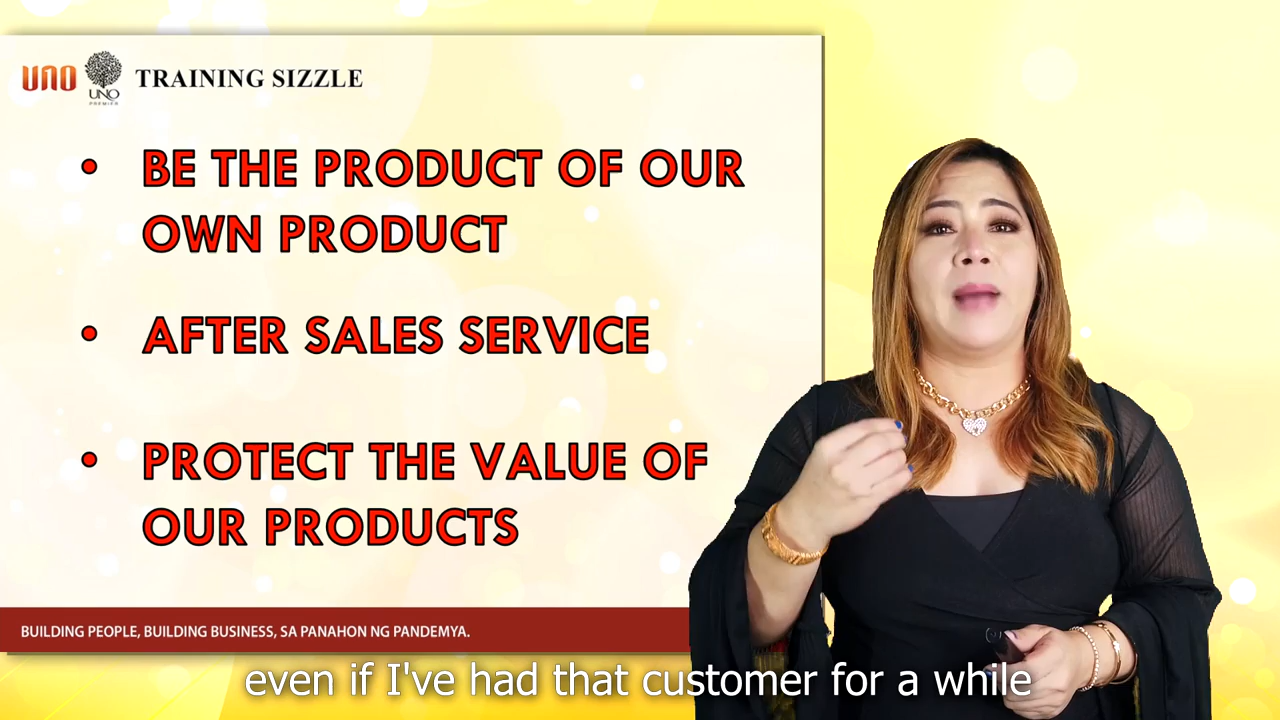 UNO
UNO
PREMIER
TRAINING SIZZLE
• BE THE PRODUCT OF OUR
OWN PRODUCT
• AFTER SALES SERVICE
• PROTECT THE VALUE OF
OUR PRODUCTS
BUILDING PEOPLE, BUILDING BUSINESS, SA PANAHON NG PANDEMYA.
even if I've had that customer for a while